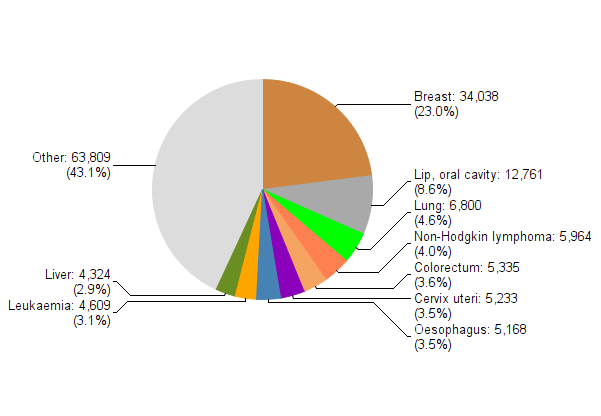 Breast: 34,038
(23.0%)
Lip, oral cavity: 12,761
(8.6%)
Lung: 6,800
(4.6%)
Non-Hodgkin lymphoma: 5,964
(4.0%)
Colorectum: 5,335
(3.6%)
Cervix uteri: 5,233
(3.5%)
Oesophagus: 5,168
(3.5%)
Leukaemia: 4,609
(3.1%)
Liver: 4,324
(2.9%)
Other: 63,809
(43.1%)